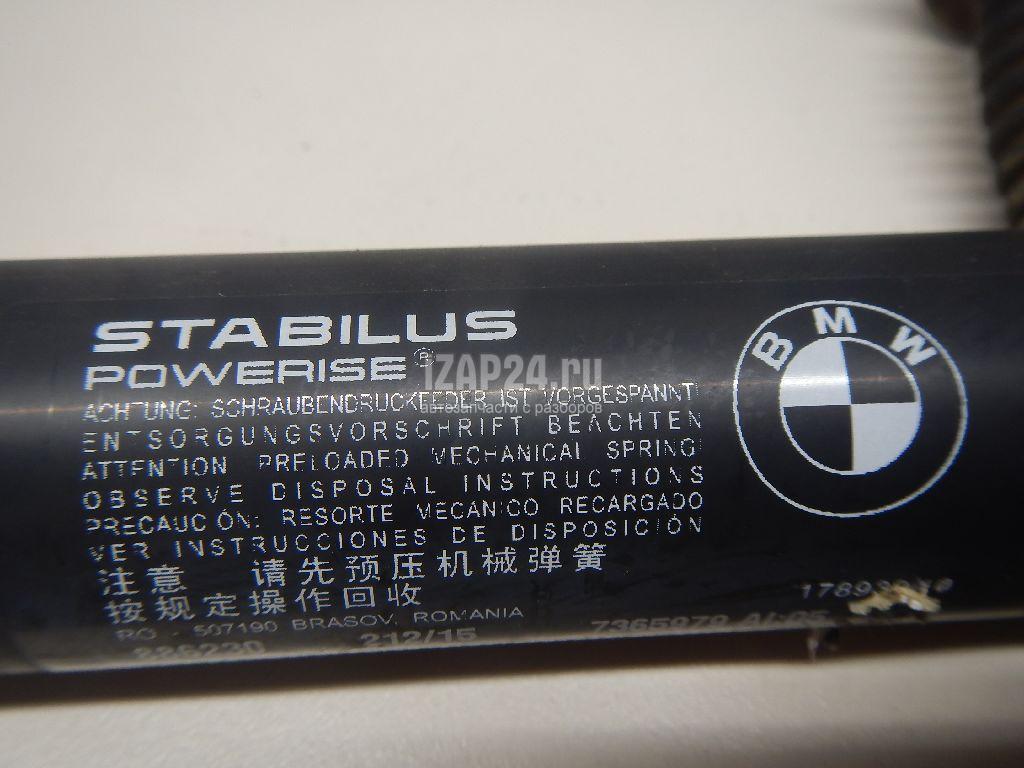 STABILUS
POWERISE®
IZAP24.ru
автозапчасти с разборов
ACHTUNG: SCHRAUBENDRUCKFEDER IST VORGESPANNT!
ENTSORGUNGSVORSCHRIFT BEACHTEN
ATTENTION PRELOADED MECHANICAL SPRING!
OBSERVE DISPOSAL INSTRUCTIONS
PRECAUCIÓN: RESORTE MECÁNICO RECARGADO
VER INSTRUCCIONES DE DISPOSICIÓN
注意 请先预压机械弹簧
按规定操作回收
RO - 507190 BRASOV, ROMANIA
212/15
BMW